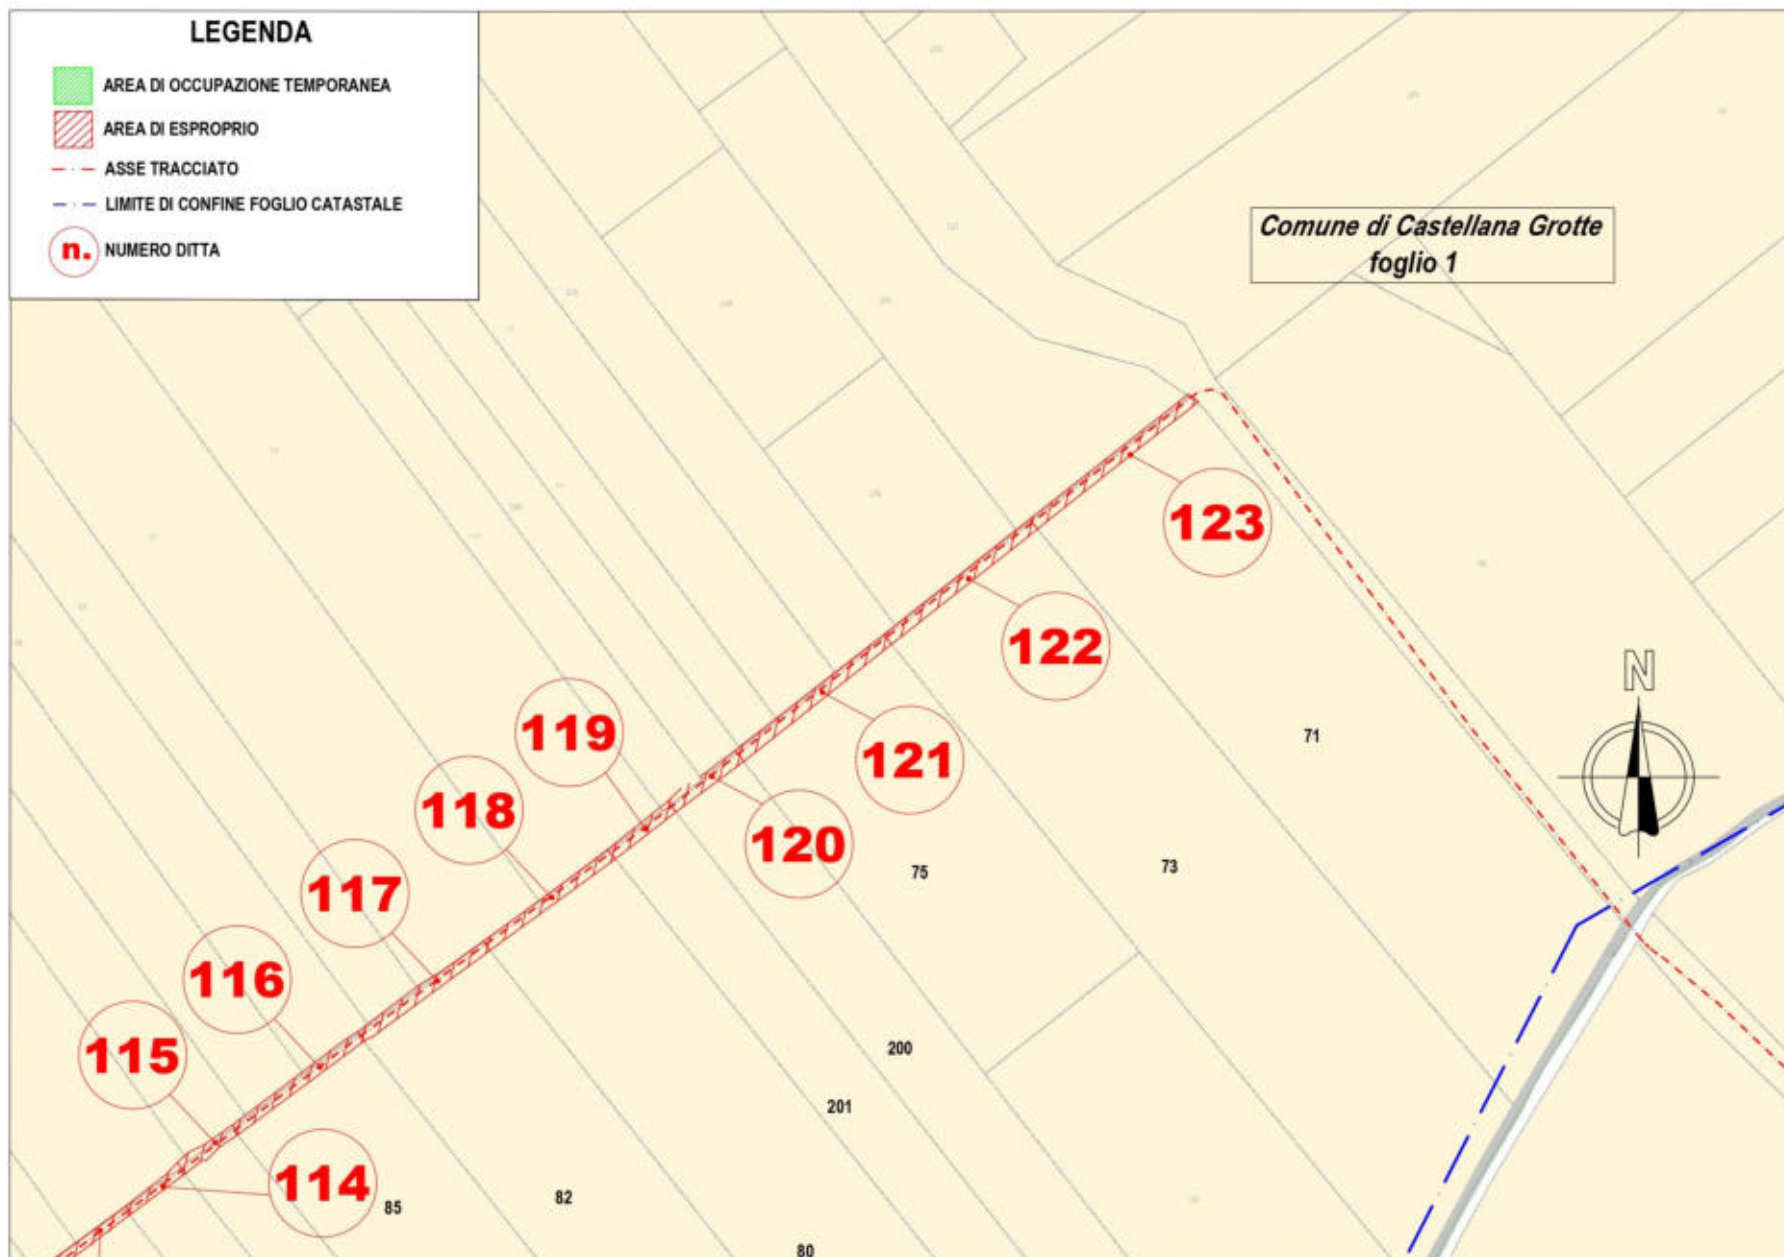 LEGENDA
AREA DI OCCUPAZIONE TEMPORANEA
AREA DI ESPROPRIO
ASSE TRACCIATO
LIMITE DI CONFINE FOGLIO CATASTALE
n. NUMERO DITTA
Comune di Castellana Grotte
foglio 1
123
122
N
119
71
121
118
120
117
75
73
116
115
200
201
114
85
82
80